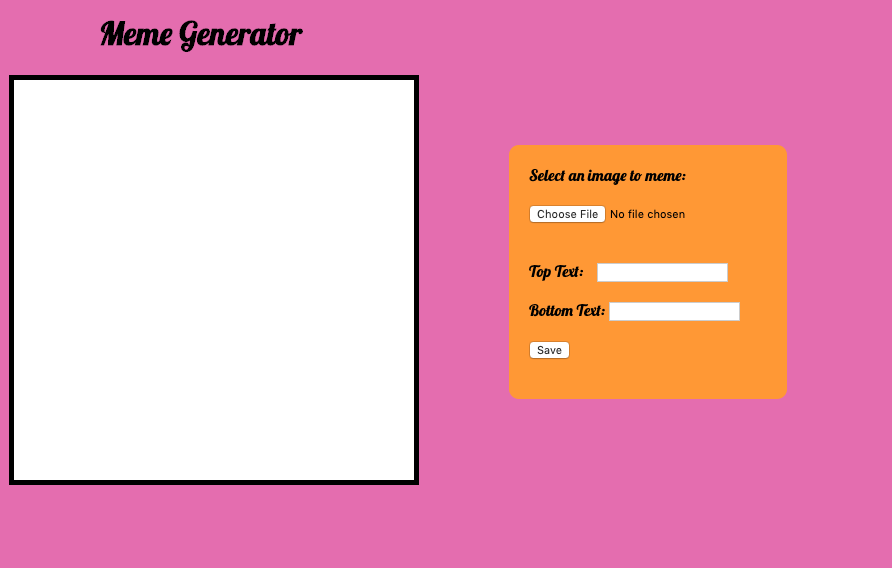 Meme Generator
Select an image to meme:
Choose File No file chosen
Top Text:
Bottom Text:
Save